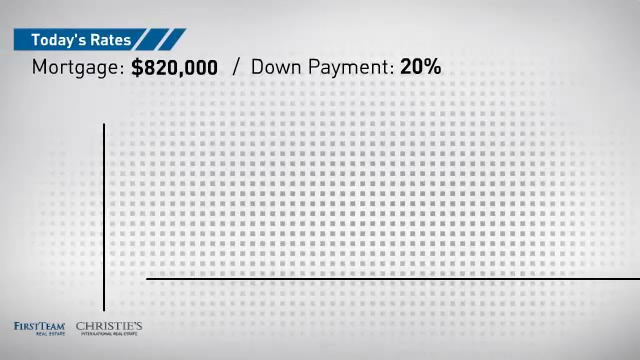 Today's Rates
Mortgage: $820,000 / Down Payment: 20%
FIRSTTEAM CHRISTIE'S
REAL ESTATE INTERNATIONAL REAL ESTATE